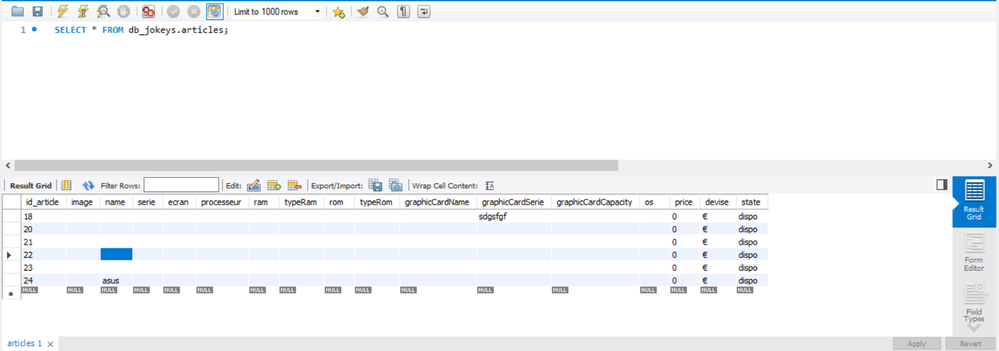 Limit to 1000 rows
1 SELECT * FROM db_jokeys.articles;
Result Grid Filter Rows: Edit: Export/Import: Wrap Cell Content:
id_article image name serie ecran processeur ram typeRam rom typeRom graphicCardName graphicCardSerie graphicCardCapacity os price devise state
18 sdgsfgf 0 € dispo
20 0 € dispo
21 0 € dispo
22 0 € dispo
23 0 € dispo
24 asus 0 € dispo
NULL NULL NULL NULL NULL NULL NULL NULL NULL NULL NULL NULL NULL NULL NULL NULL NULL
Result
Grid
Form
Editor
Field
Types
articles 1
Apply Revert